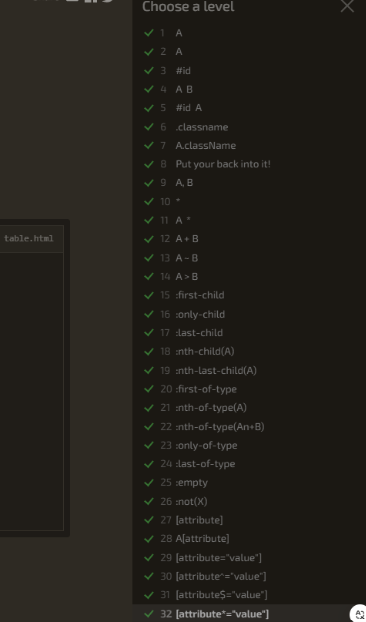 Choose a level
1 A
2 A
3 #id
4 A B
5 #id A
6 .classname
7 A.className
8 Put your back into it!
9 A, B
10 *
11 A *
12 A + B
13 A ~ B
14 A > B
15 :first-child
16 :only-child
17 :last-child
18 :nth-child(A)
19 :nth-last-child(A)
20 :first-of-type
21 :nth-of-type(A)
22 :nth-of-type(An+B)
23 :only-of-type
24 :last-of-type
25 :empty
26 :not(X)
27 [attribute]
28 A[attribute]
29 [attribute="value"]
30 [attribute^="value"]
31 [attribute$="value"]
32 [attribute*="value"]
table.html